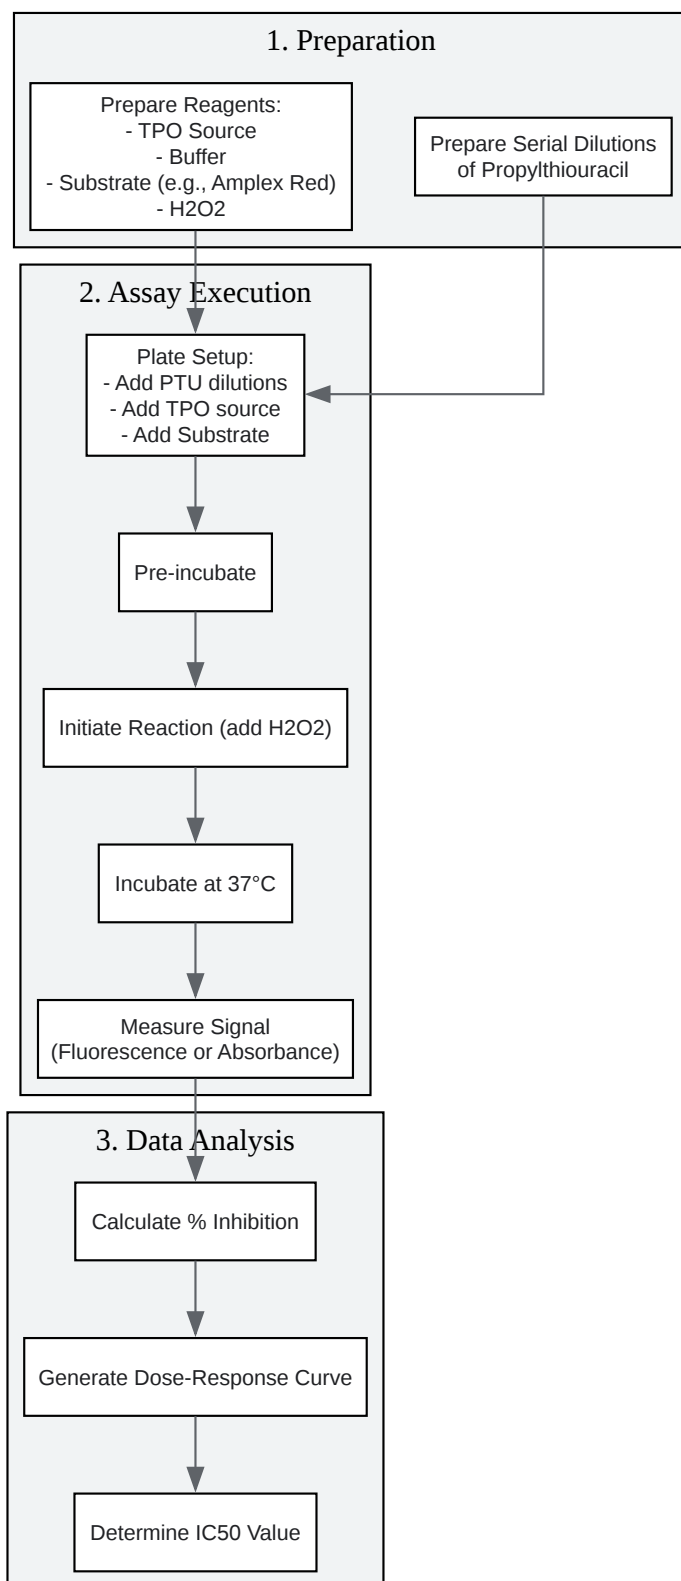 1. Preparation
Prepare Reagents:
- TPO Source
- Buffer
- Substrate (e.g., Amplex Red)
- H2O2
Prepare Serial Dilutions
of Propylthiouracil
2. Assay Execution
Plate Setup:
- Add PTU dilutions
- Add TPO source
- Add Substrate
Pre-incubate
Initiate Reaction (add H2O2)
Incubate at 37°C
Measure Signal
(Fluorescence or Absorbance)
3. Data Analysis
Calculate % Inhibition
Generate Dose-Response Curve
Determine IC50 Value